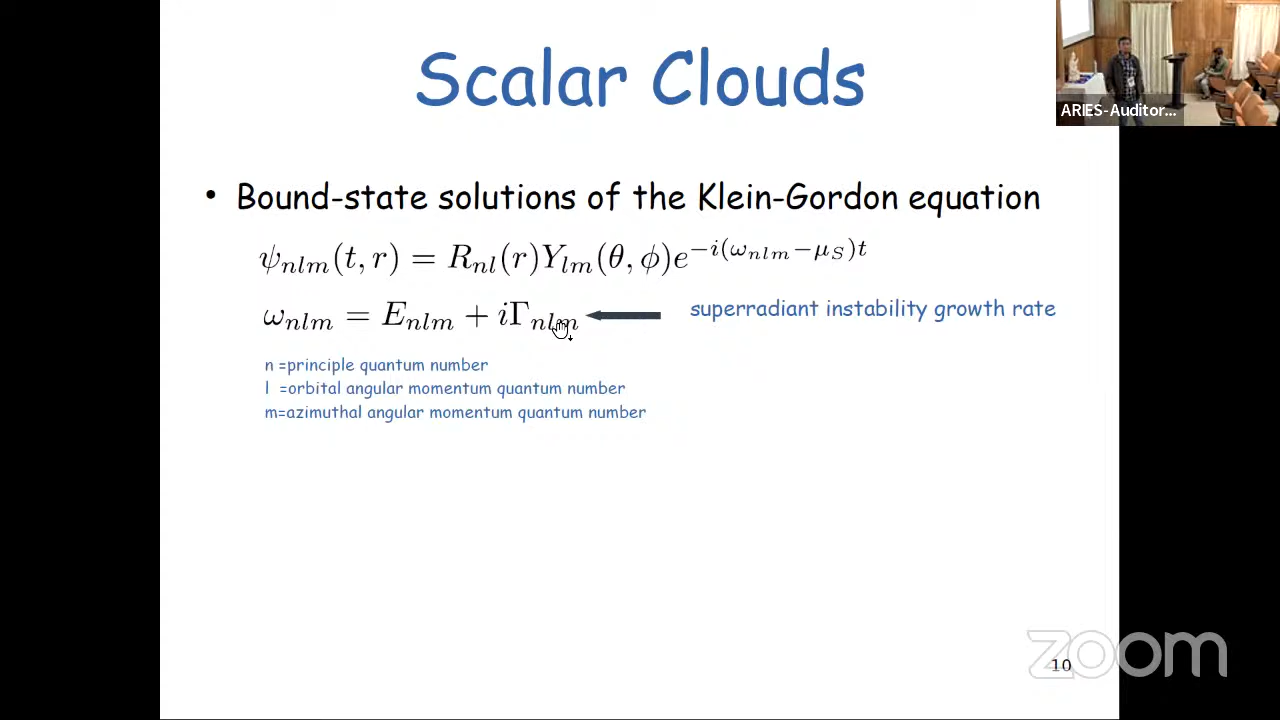 Scalar Clouds
ARIES-Auditor...
• Bound-state solutions of the Klein-Gordon equation
ψ_{nlm}(t, r) = R_{nl}(r)Y_{lm}(θ, ϕ)e^{−i(ω_{nlm}−μ_S)t}
ω_{nlm} = E_{nlm} + iΓ_{nlm}
superradiant instability growth rate
n =principle quantum number
l =orbital angular momentum quantum number
m=azimuthal angular momentum quantum number
zoom
10